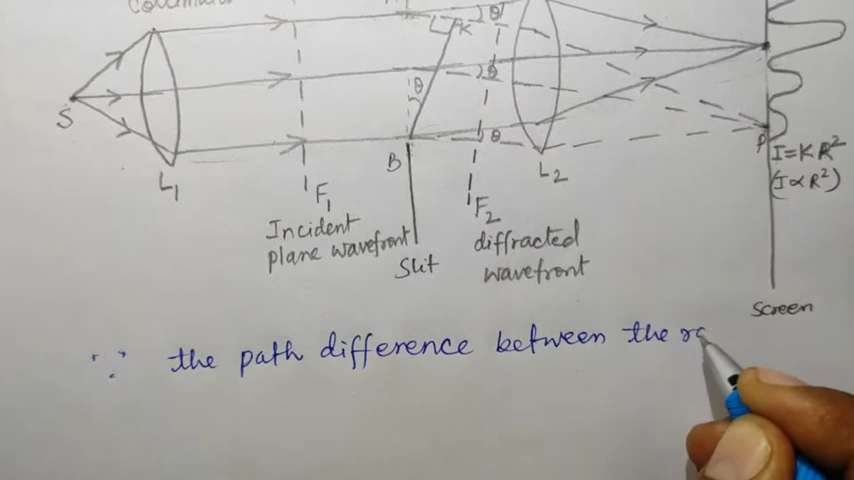 K
θ
θ
θ
θ
S
B
P
L1
F1
F2
L2
I=KR²
(I∝R²)
Incident
plane wavefront
Slit
diffracted
wavefront
Screen
∵ the path difference between the